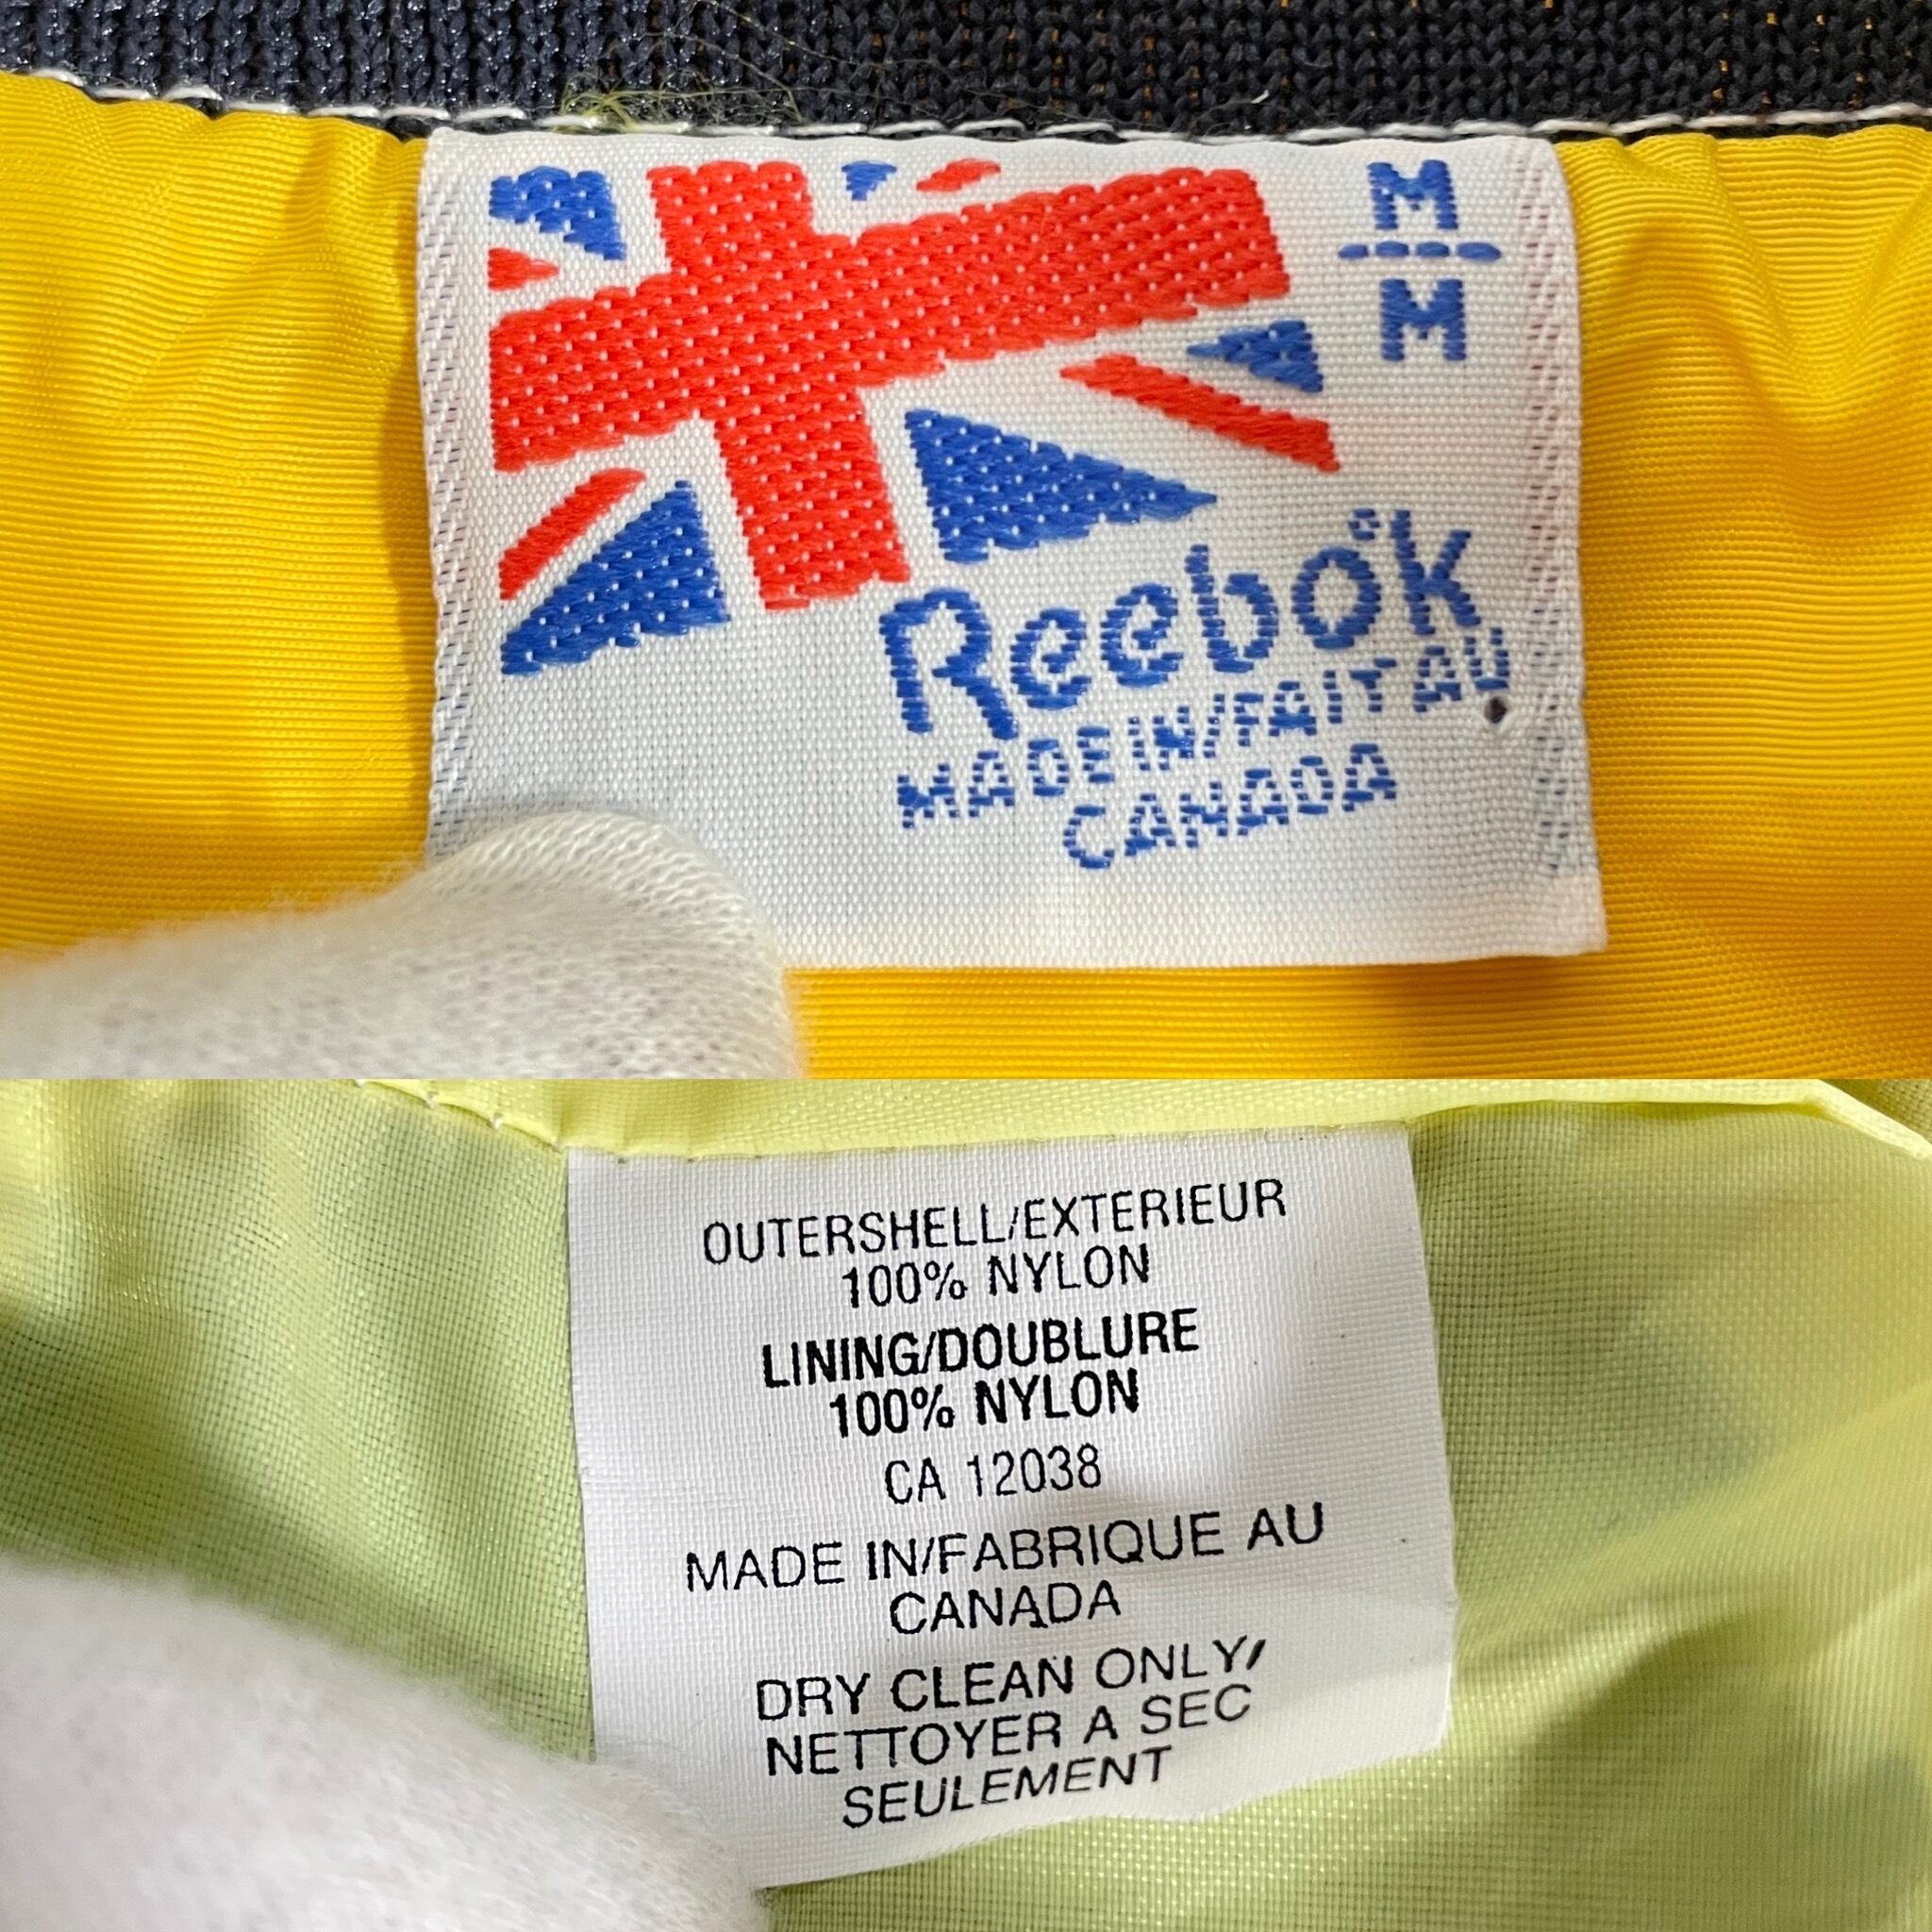 M
M
Reebok
MADE IN/FAIT AU
CANADA
OUTERSHELL/EXTERIEUR
100% NYLON
LINING/DOUBLURE
100% NYLON
CA 12038
MADE IN/FABRIQUE AU
CANADA
DRY CLEAN ONLY/
NETTOYER A SEC
SEULEMENT